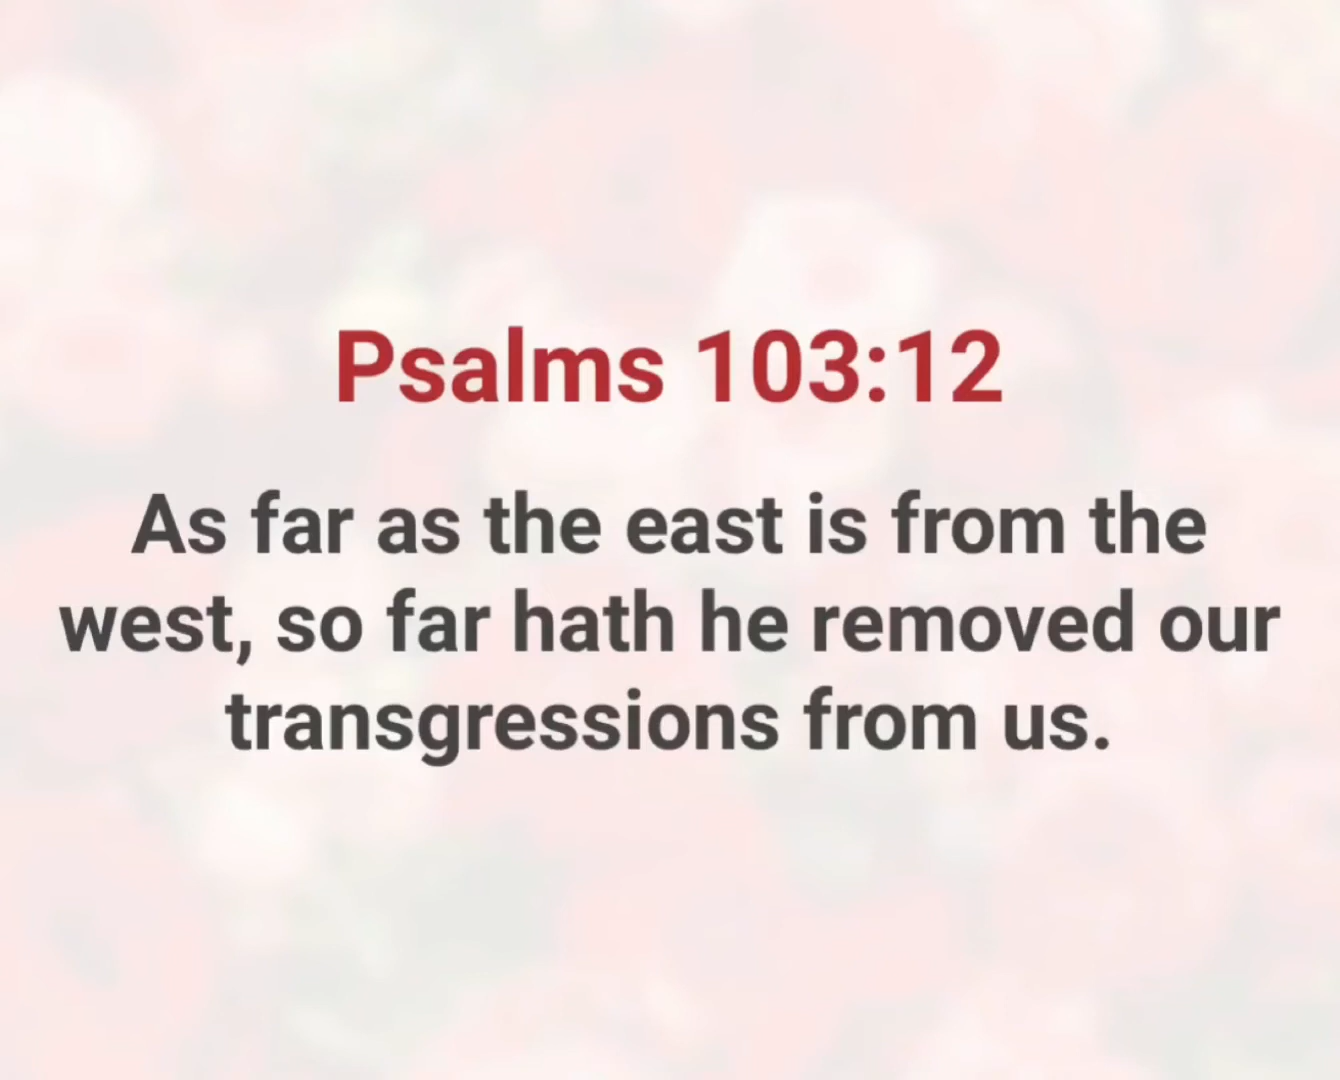 Psalms 103:12
As far as the east is from the
west, so far hath he removed our
transgressions from us.